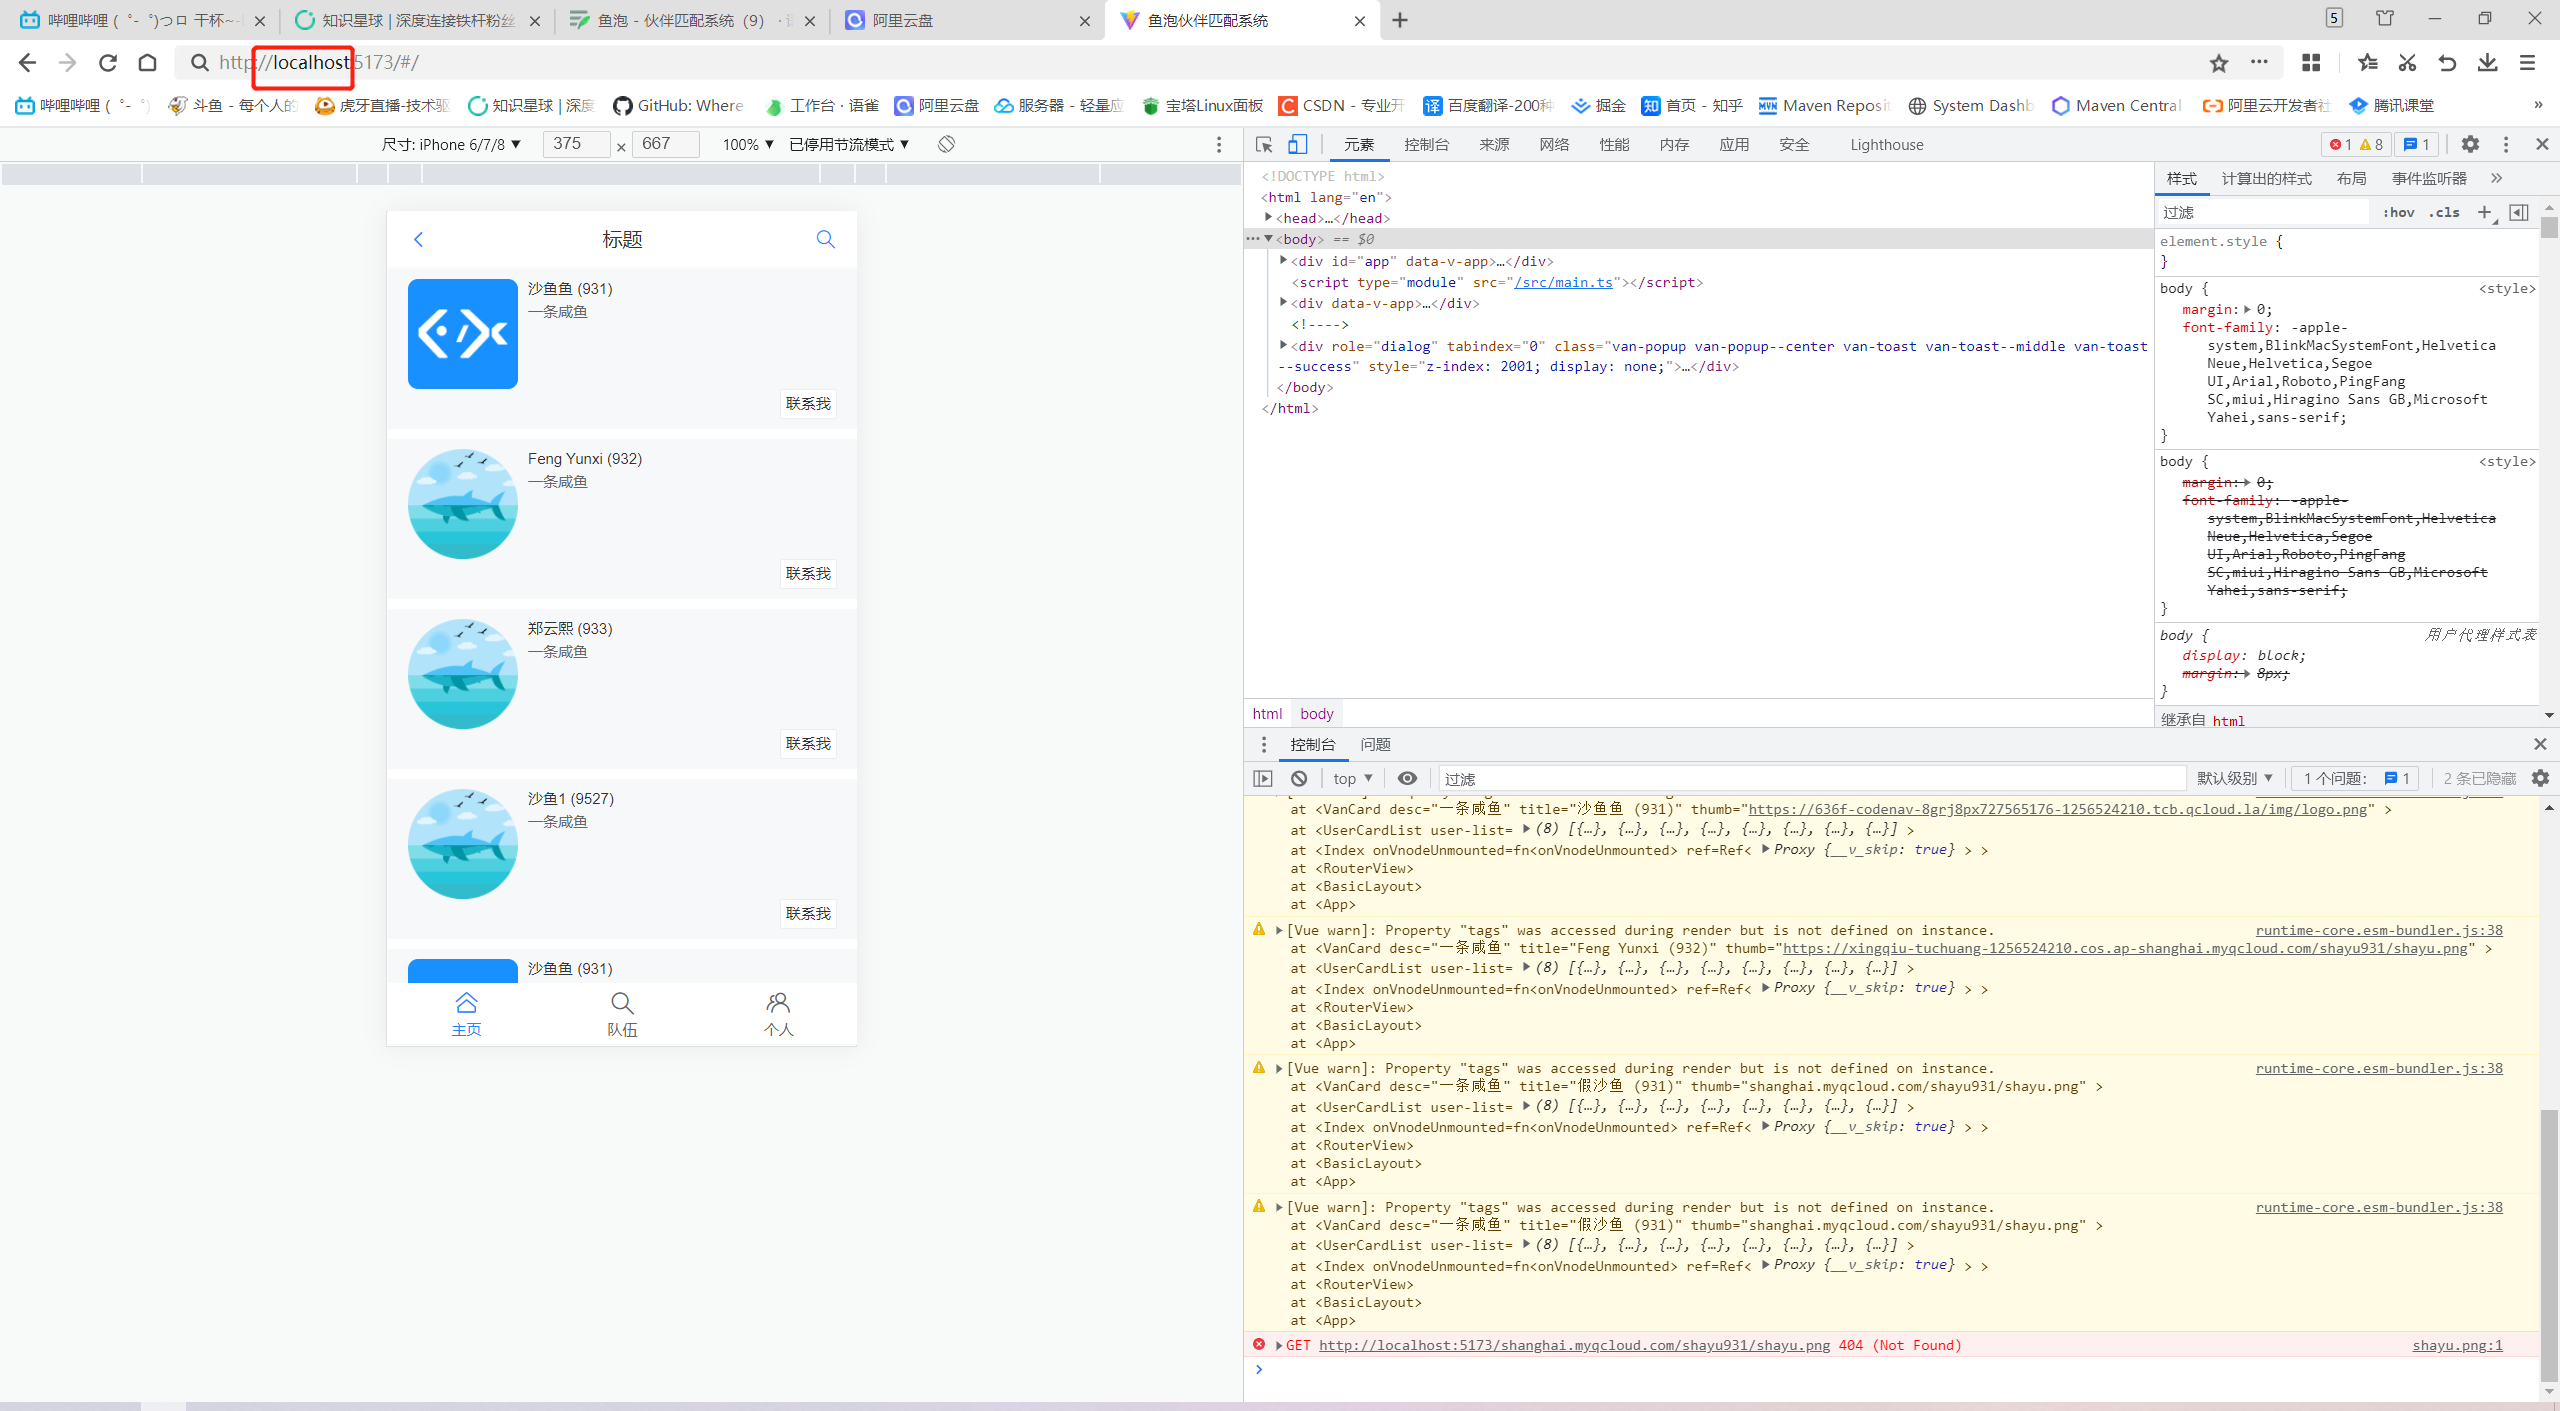 哔哩哔哩 ( ゜- ゜)つロ 干杯~-
知识星球 | 深度连接铁杆粉丝
鱼泡 - 伙伴匹配系统（9） ·
阿里云盘
鱼泡伙伴匹配系统
5
http://localhost:5173/#/
哔哩哔哩 ( ゜- ゜)
斗鱼 - 每个人的
虎牙直播-技术驱
知识星球 | 深度
GitHub: Where
工作台 · 语雀
阿里云盘
服务器 - 轻量应
宝塔Linux面板
CSDN - 专业开
百度翻译-200种
掘金
首页 - 知乎
Maven Reposit
System Dashb
Maven Central
阿里云开发者社
腾讯课堂
»
尺寸: iPhone 6/7/8 ▼ 375 × 667 100% ▼ 已停用节流模式 ▼
元素 控制台 来源 网络 性能 内存 应用 安全 Lighthouse
1 8 1
标题
沙鱼鱼 (931)
一条咸鱼
联系我
Feng Yunxi (932)
一条咸鱼
联系我
郑云熙 (933)
一条咸鱼
联系我
沙鱼1 (9527)
一条咸鱼
联系我
沙鱼鱼 (931)
主页 队伍 个人
<!DOCTYPE html>
<html lang="en">
<head>…</head>
<body> == $0
<div id="app" data-v-app>…</div>
<script type="module" src="/src/main.ts"></script>
<div data-v-app>…</div>
<!---->
<div role="dialog" tabindex="0" class="van-popup van-popup--center van-toast van-toast--middle van-toast
--success" style="z-index: 2001; display: none;">…</div>
</body>
</html>
html body
样式 计算出的样式 布局 事件监听器 »
过滤 :hov .cls +
element.style {
}
body { <style>
margin: 0;
font-family: -apple-
system,BlinkMacSystemFont,Helvetica
Neue,Helvetica,Segoe
UI,Arial,Roboto,PingFang
SC,miui,Hiragino Sans GB,Microsoft
Yahei,sans-serif;
}
body { <style>
margin: 0;
font-family: -apple-
system,BlinkMacSystemFont,Helvetica
Neue,Helvetica,Segoe
UI,Arial,Roboto,PingFang
SC,miui,Hiragino Sans GB,Microsoft
Yahei,sans-serif;
}
body { 用户代理样式表
display: block;
margin: 8px;
}
继承自 html
控制台 问题
top ▼ 过滤 默认级别 ▼ 1 个问题: 1 2 条已隐藏
at <VanCard desc="一条咸鱼" title="沙鱼鱼 (931)" thumb="https://636f-codenav-8grj8px727565176-1256524210.tcb.qcloud.la/img/logo.png" >
at <UserCardList user-list= (8) [{…}, {…}, {…}, {…}, {…}, {…}, {…}, {…}] >
at <Index onVnodeUnmounted=fn<onVnodeUnmounted> ref=Ref< Proxy {__v_skip: true} > >
at <RouterView>
at <BasicLayout>
at <App>
[Vue warn]: Property "tags" was accessed during render but is not defined on instance. runtime-core.esm-bundler.js:38
at <VanCard desc="一条咸鱼" title="Feng Yunxi (932)" thumb="https://xingqiu-tuchuang-1256524210.cos.ap-shanghai.myqcloud.com/shayu931/shayu.png" >
at <UserCardList user-list= (8) [{…}, {…}, {…}, {…}, {…}, {…}, {…}, {…}] >
at <Index onVnodeUnmounted=fn<onVnodeUnmounted> ref=Ref< Proxy {__v_skip: true} > >
at <RouterView>
at <BasicLayout>
at <App>
[Vue warn]: Property "tags" was accessed during render but is not defined on instance. runtime-core.esm-bundler.js:38
at <VanCard desc="一条咸鱼" title="假沙鱼 (931)" thumb="shanghai.myqcloud.com/shayu931/shayu.png" >
at <UserCardList user-list= (8) [{…}, {…}, {…}, {…}, {…}, {…}, {…}, {…}] >
at <Index onVnodeUnmounted=fn<onVnodeUnmounted> ref=Ref< Proxy {__v_skip: true} > >
at <RouterView>
at <BasicLayout>
at <App>
[Vue warn]: Property "tags" was accessed during render but is not defined on instance. runtime-core.esm-bundler.js:38
at <VanCard desc="一条咸鱼" title="假沙鱼 (931)" thumb="shanghai.myqcloud.com/shayu931/shayu.png" >
at <UserCardList user-list= (8) [{…}, {…}, {…}, {…}, {…}, {…}, {…}, {…}] >
at <Index onVnodeUnmounted=fn<onVnodeUnmounted> ref=Ref< Proxy {__v_skip: true} > >
at <RouterView>
at <BasicLayout>
at <App>
GET http://localhost:5173/shanghai.myqcloud.com/shayu931/shayu.png 404 (Not Found) shayu.png:1